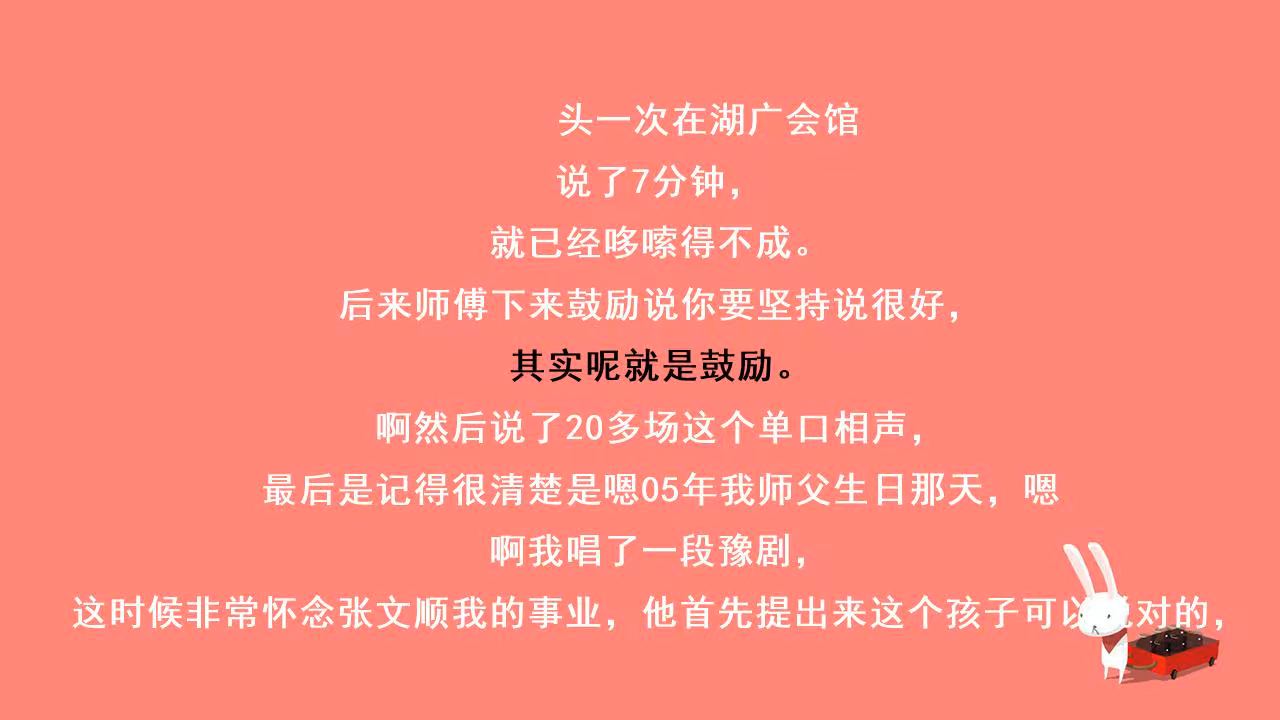 头一次在湖广会馆
说了7分钟，
就已经哆嗦得不成。
后来师傅下来鼓励说你要坚持说很好，
其实呢就是鼓励。
啊然后说了20多场这个单口相声，
最后是记得很清楚是嗯05年我师父生日那天，嗯
啊我唱了一段豫剧，
这时候非常怀念张文顺我的事业，他首先提出来这个孩子可以说对的，